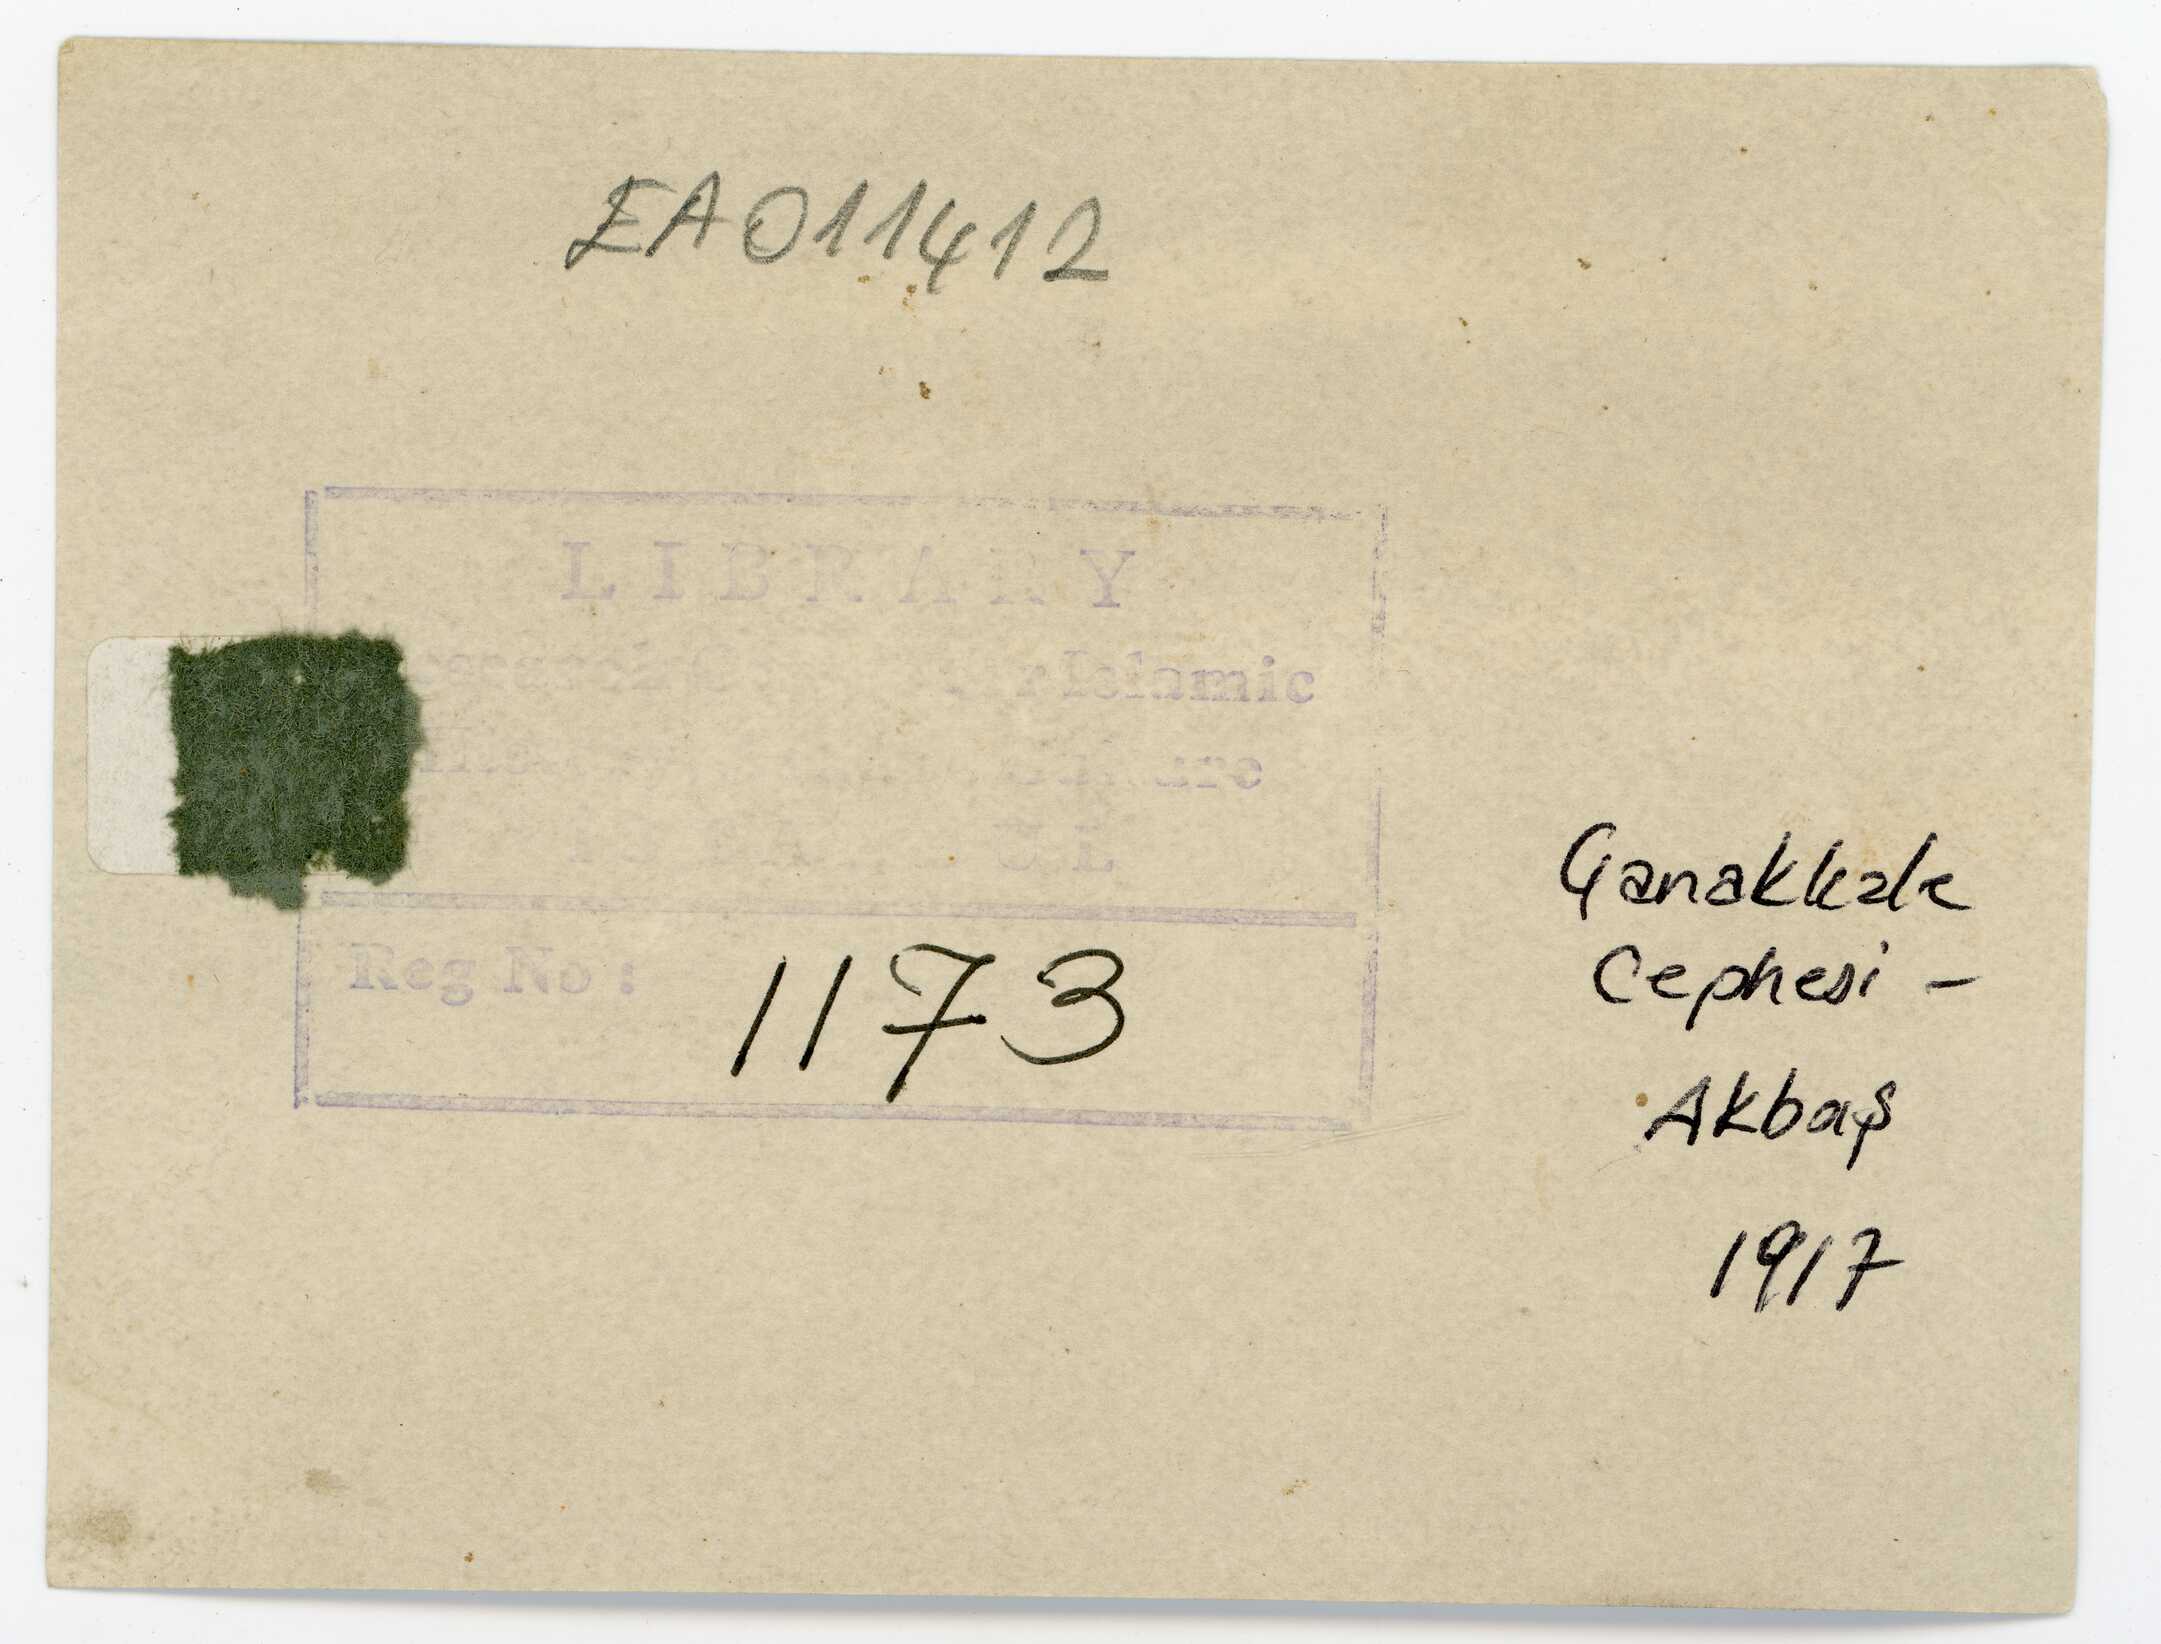 EA011412
LIBRARY
Islamic
Reg No:
1173
Çanakkale
Cephesi -
Akbaş
1917